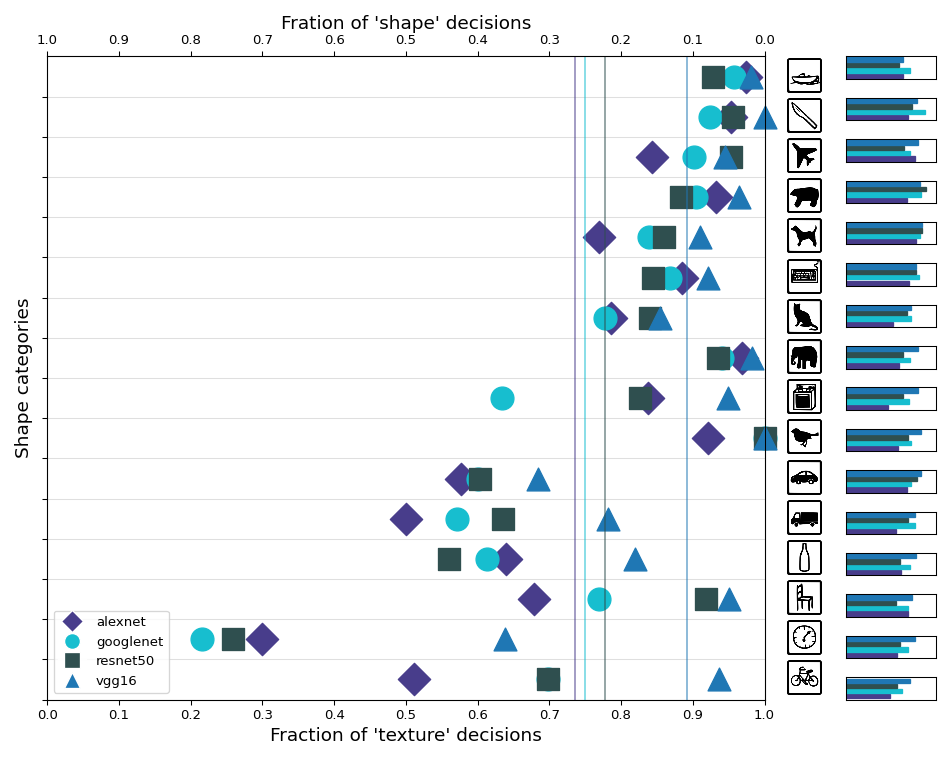 Fration of 'shape' decisions
1.0 0.9 0.8 0.7 0.6 0.5 0.4 0.3 0.2 0.1 0.0
Shape categories
alexnet
googlenet
resnet50
vgg16
0.0 0.1 0.2 0.3 0.4 0.5 0.6 0.7 0.8 0.9 1.0
Fraction of 'texture' decisions